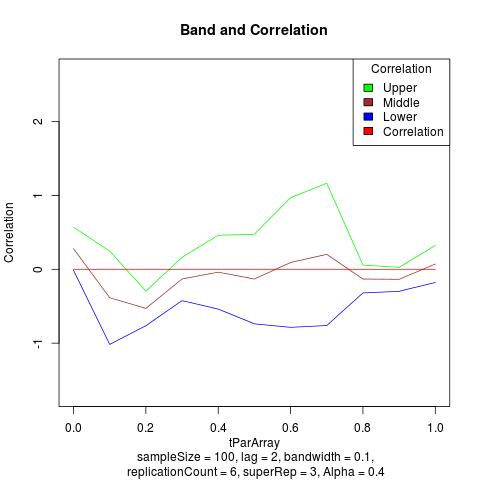 Band and Correlation
Correlation
Upper
Middle
Lower
Correlation
Correlation
2
1
0
-1
0.0 0.2 0.4 0.6 0.8 1.0
tParArray
sampleSize = 100, lag = 2, bandwidth = 0.1,
replicationCount = 6, superRep = 3, Alpha = 0.4